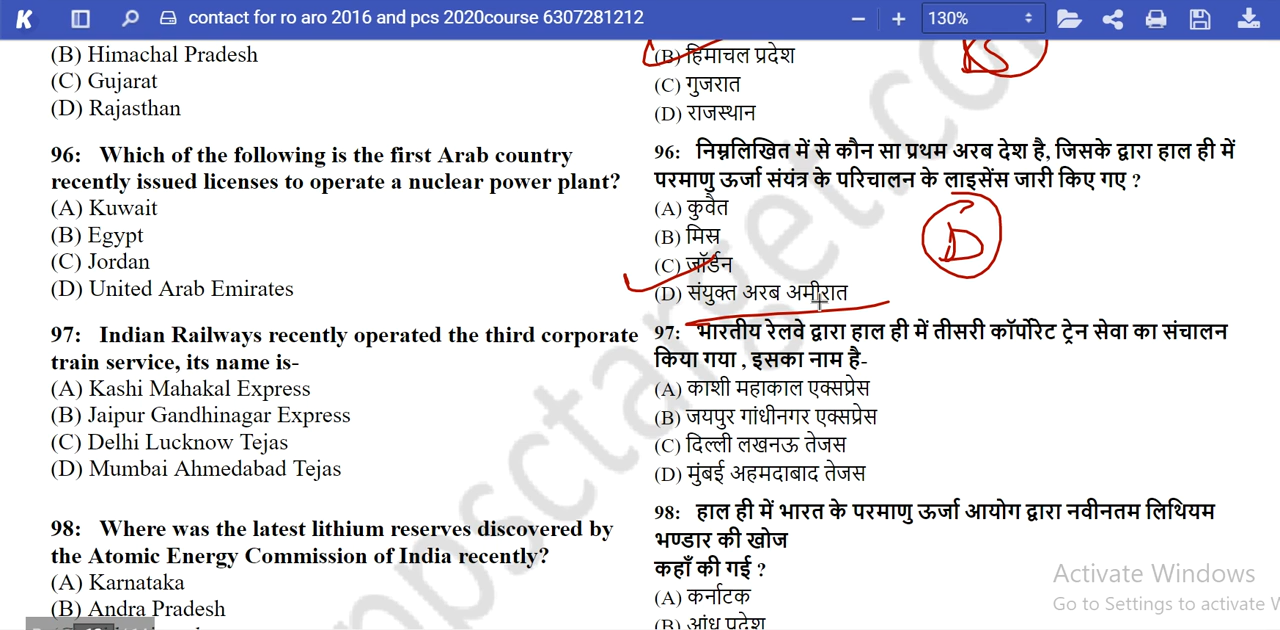 contact for ro aro 2016 and pcs 2020course 6307281212
130%
(B) Himachal Pradesh
(C) Gujarat
(D) Rajasthan
96: Which of the following is the first Arab country
recently issued licenses to operate a nuclear power plant?
(A) Kuwait
(B) Egypt
(C) Jordan
(D) United Arab Emirates
97: Indian Railways recently operated the third corporate
train service, its name is-
(A) Kashi Mahakal Express
(B) Jaipur Gandhinagar Express
(C) Delhi Lucknow Tejas
(D) Mumbai Ahmedabad Tejas
98: Where was the latest lithium reserves discovered by
the Atomic Energy Commission of India recently?
(A) Karnataka
(B) Andra Pradesh
(B) हिमाचल प्रदेश
(C) गुजरात
(D) राजस्थान
96: निम्नलिखित में से कौन सा प्रथम अरब देश है, जिसके द्वारा हाल ही में
परमाणु ऊर्जा संयंत्र के परिचालन के लाइसेंस जारी किए गए ?
(A) कुवैत
(B) मिस्र
(C) जॉर्डन
(D) संयुक्त अरब अमीरात
D
97: भारतीय रेलवे द्वारा हाल ही में तीसरी कॉर्पोरेट ट्रेन सेवा का संचालन
किया गया , इसका नाम है-
(A) काशी महाकाल एक्सप्रेस
(B) जयपुर गांधीनगर एक्सप्रेस
(C) दिल्ली लखनऊ तेजस
(D) मुंबई अहमदाबाद तेजस
98: हाल ही में भारत के परमाणु ऊर्जा आयोग द्वारा नवीनतम लिथियम
भण्डार की खोज
कहाँ की गई ?
(A) कर्नाटक
(B) आंध्र प्रदेश
Activate Windows
Go to Settings to activate W